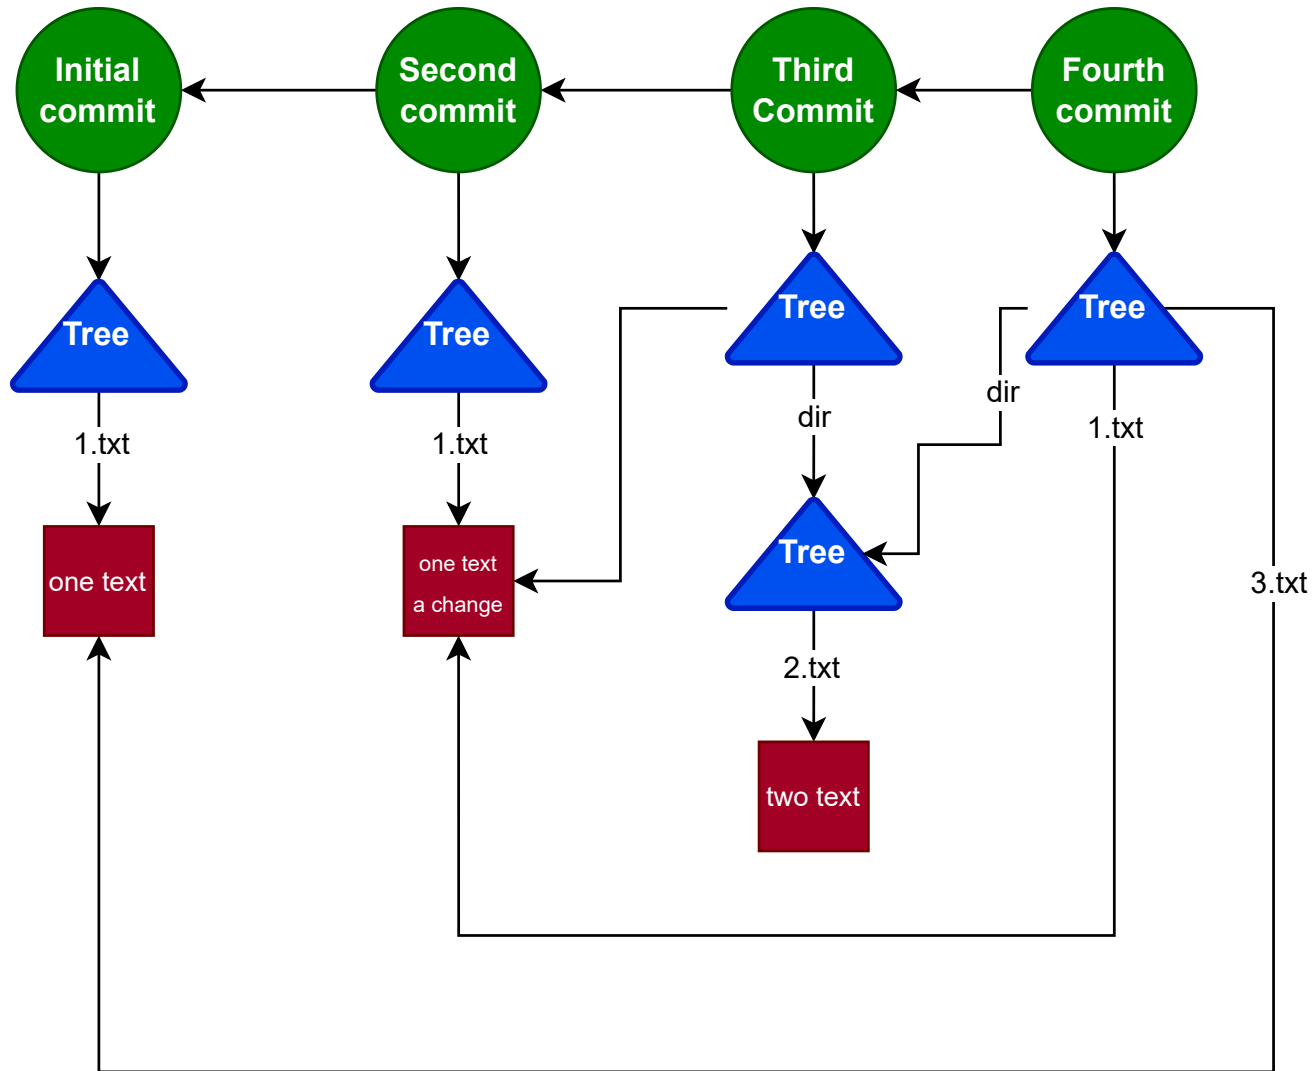 Initial
commit
Second
commit
Third
Commit
Fourth
commit
Tree
Tree
Tree
Tree
dir
dir
1.txt
1.txt
1.txt
Tree
one text
one text
a change
3.txt
2.txt
two text